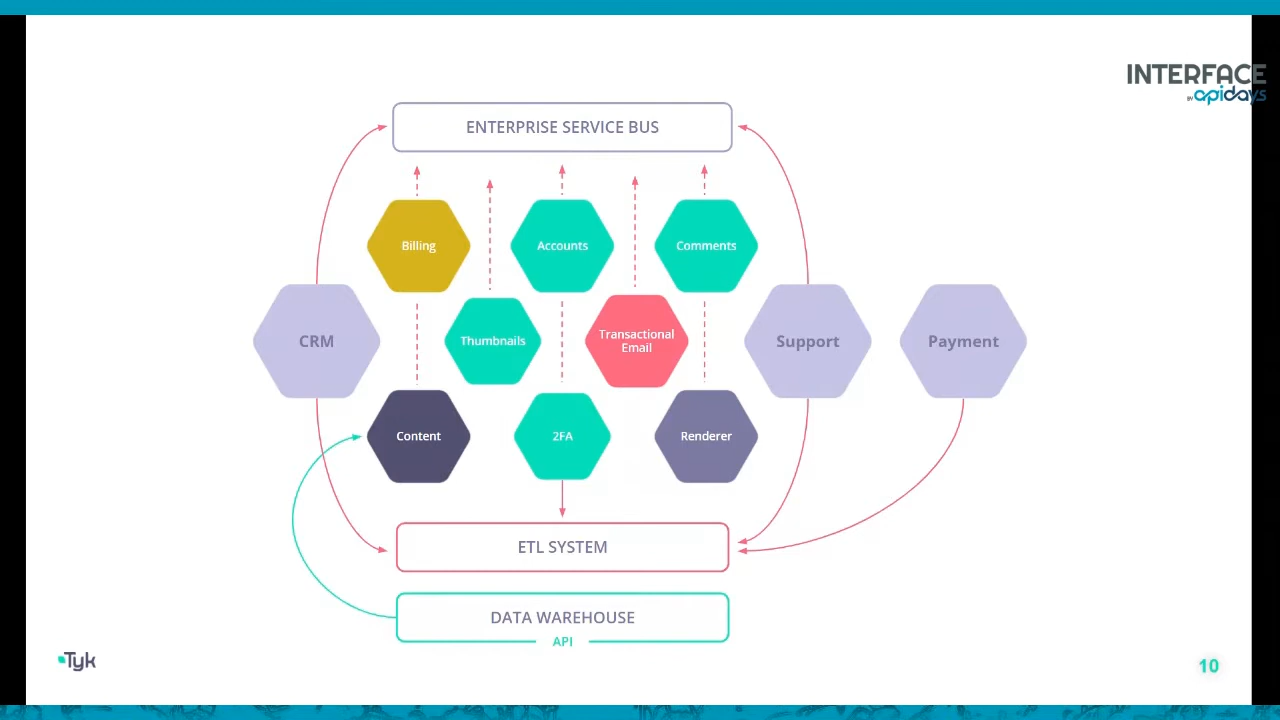 INTERFACE
BY apidays
ENTERPRISE SERVICE BUS
Billing
Accounts
Comments
CRM
Thumbnails
Transactional
Email
Support
Payment
Content
2FA
Renderer
ETL SYSTEM
DATA WAREHOUSE
API
Tyk
10